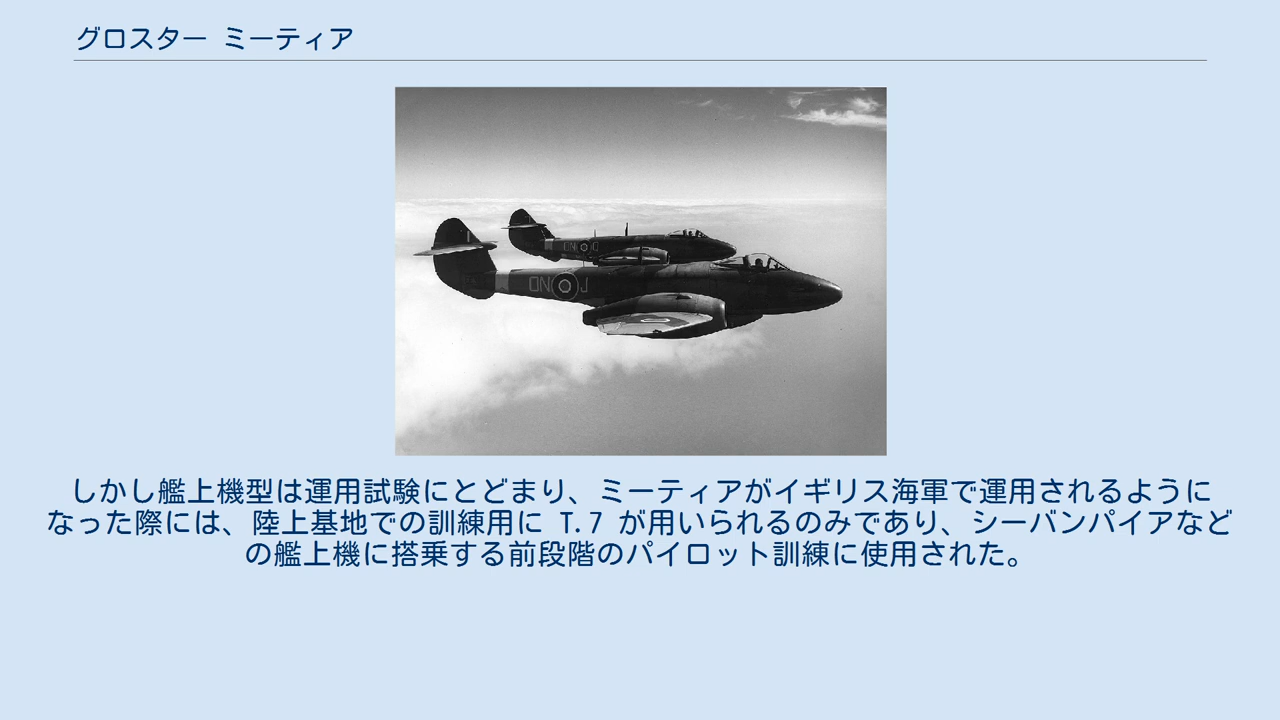 グロスター ミーティア
DN G
DN J
しかし艦上機型は運用試験にとどまり、ミーティアがイギリス海軍で運用されるように
なった際には、陸上基地での訓練用に T.7 が用いられるのみであり、シーバンパイアなど
の艦上機に搭乗する前段階のパイロット訓練に使用された。